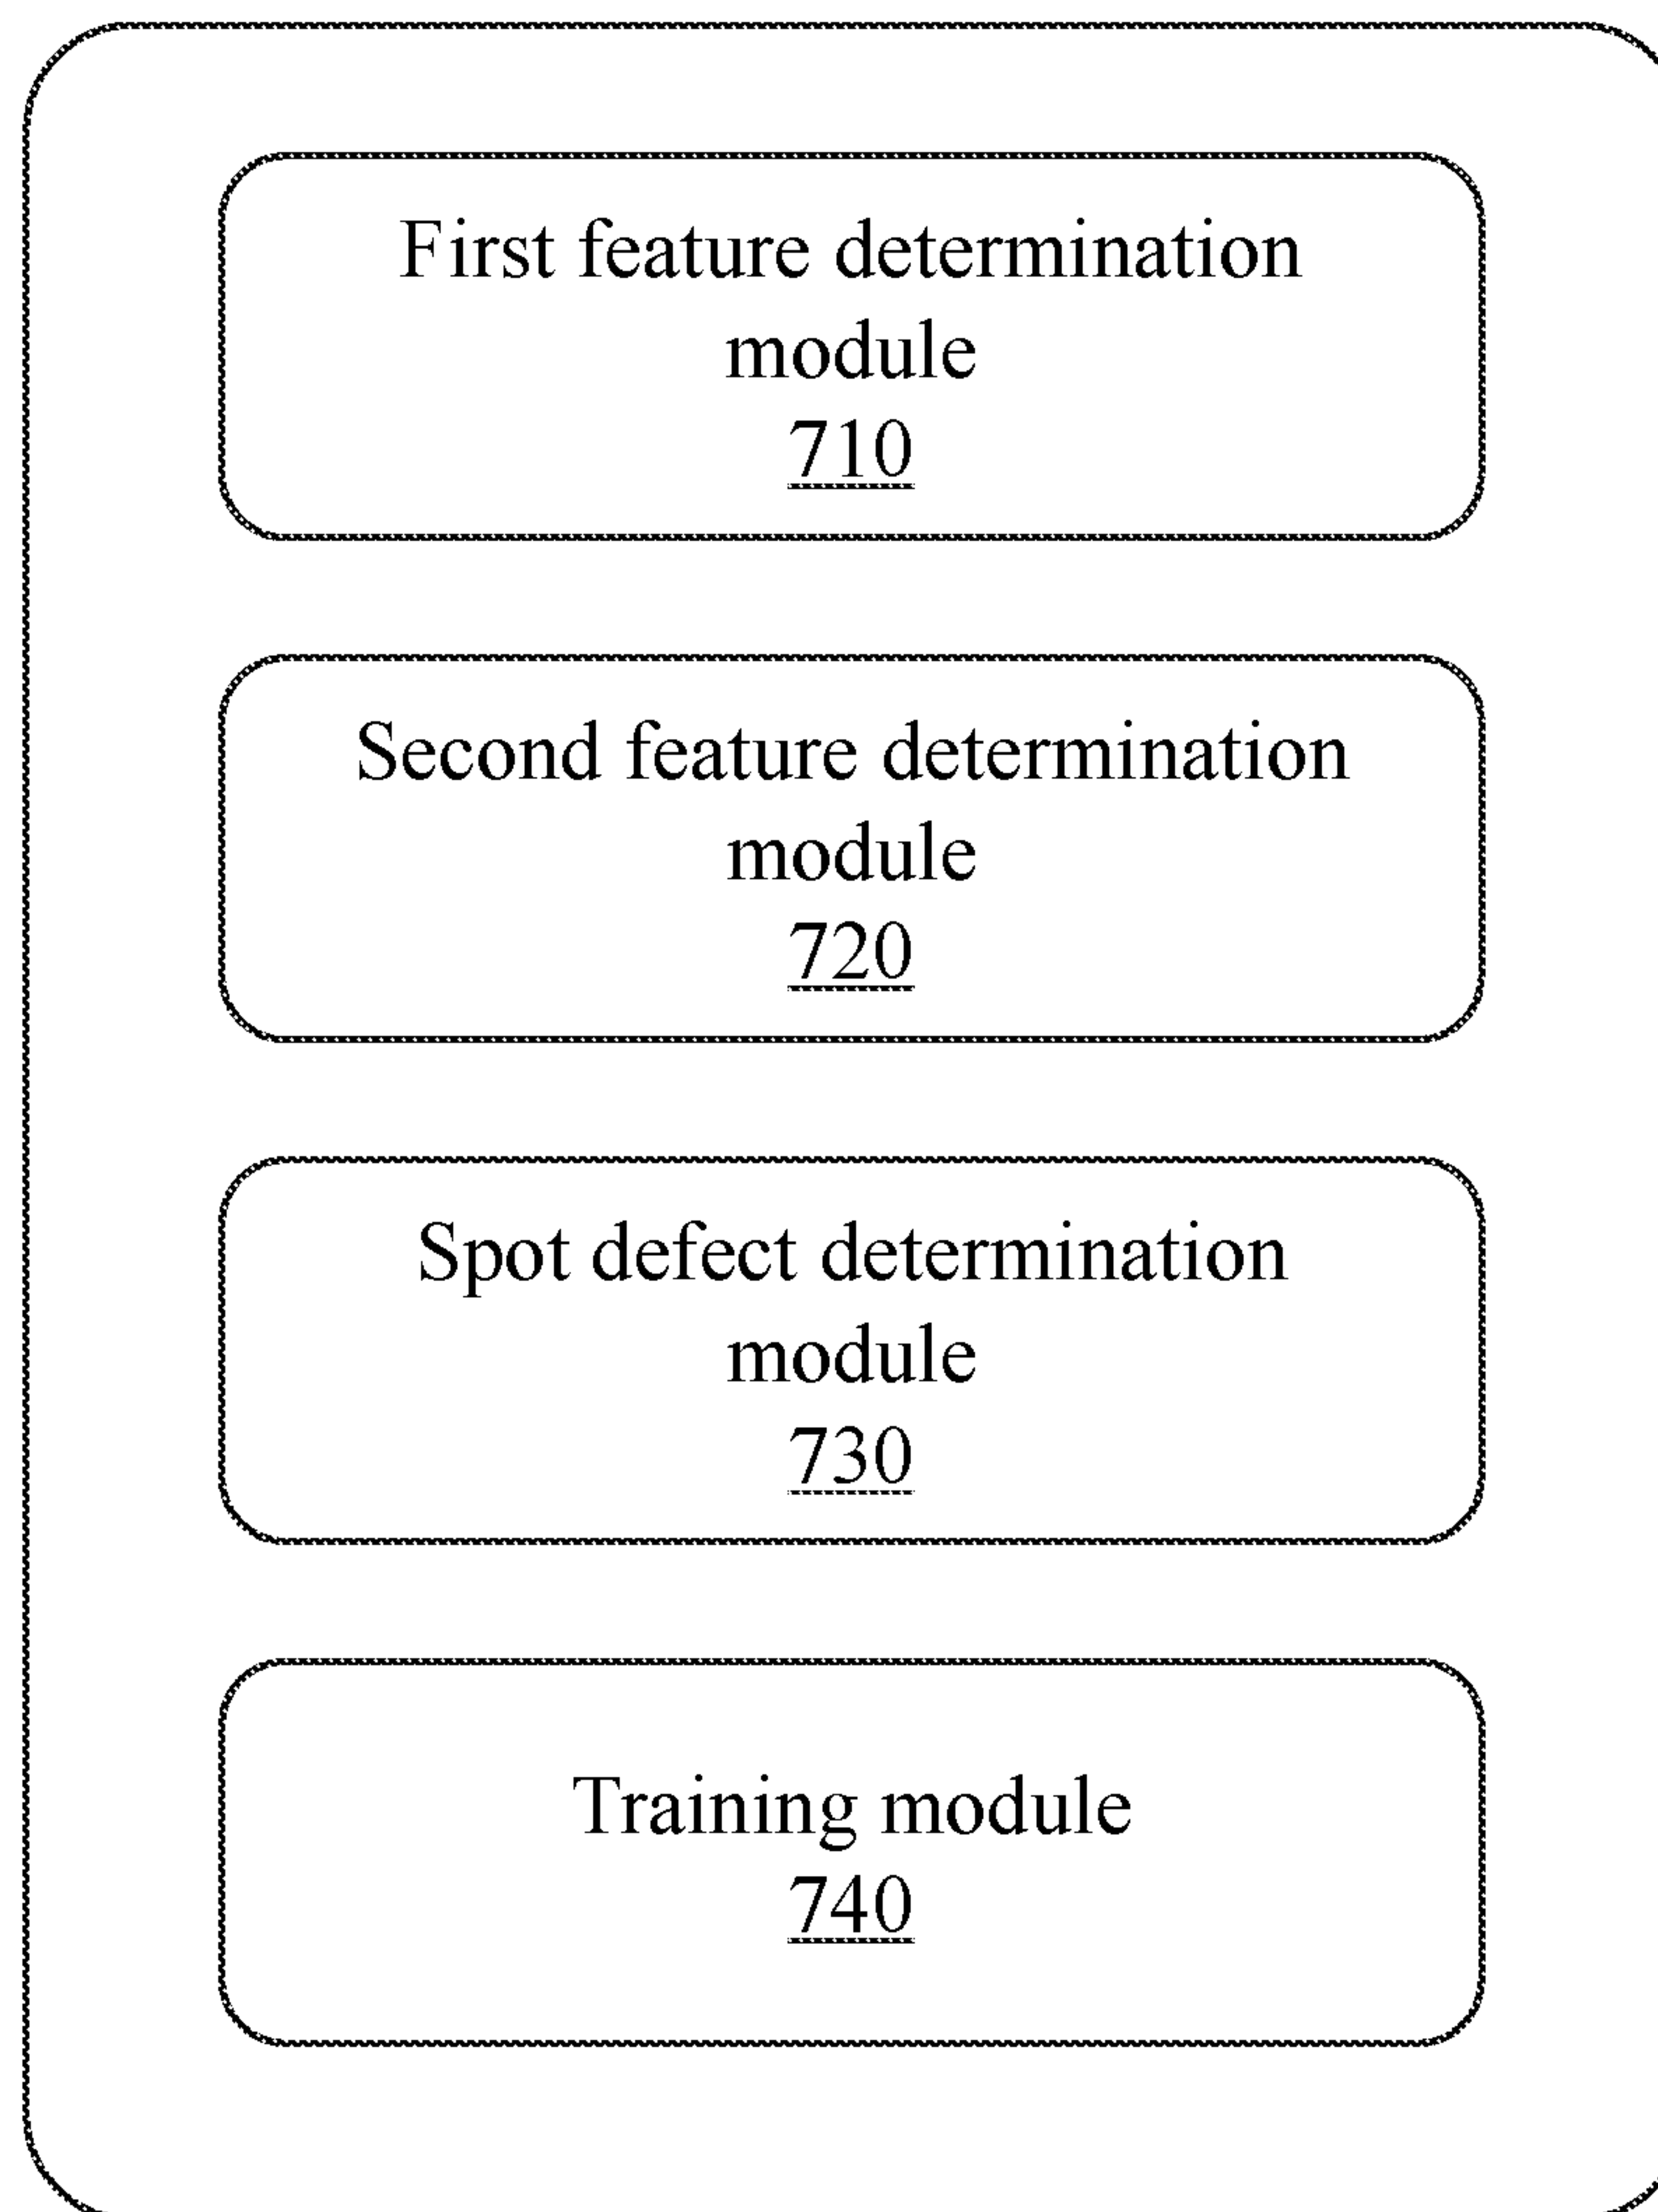 First feature determination
module
710
Second feature determination
module
720
Spot defect determination
module
730
Training module
740